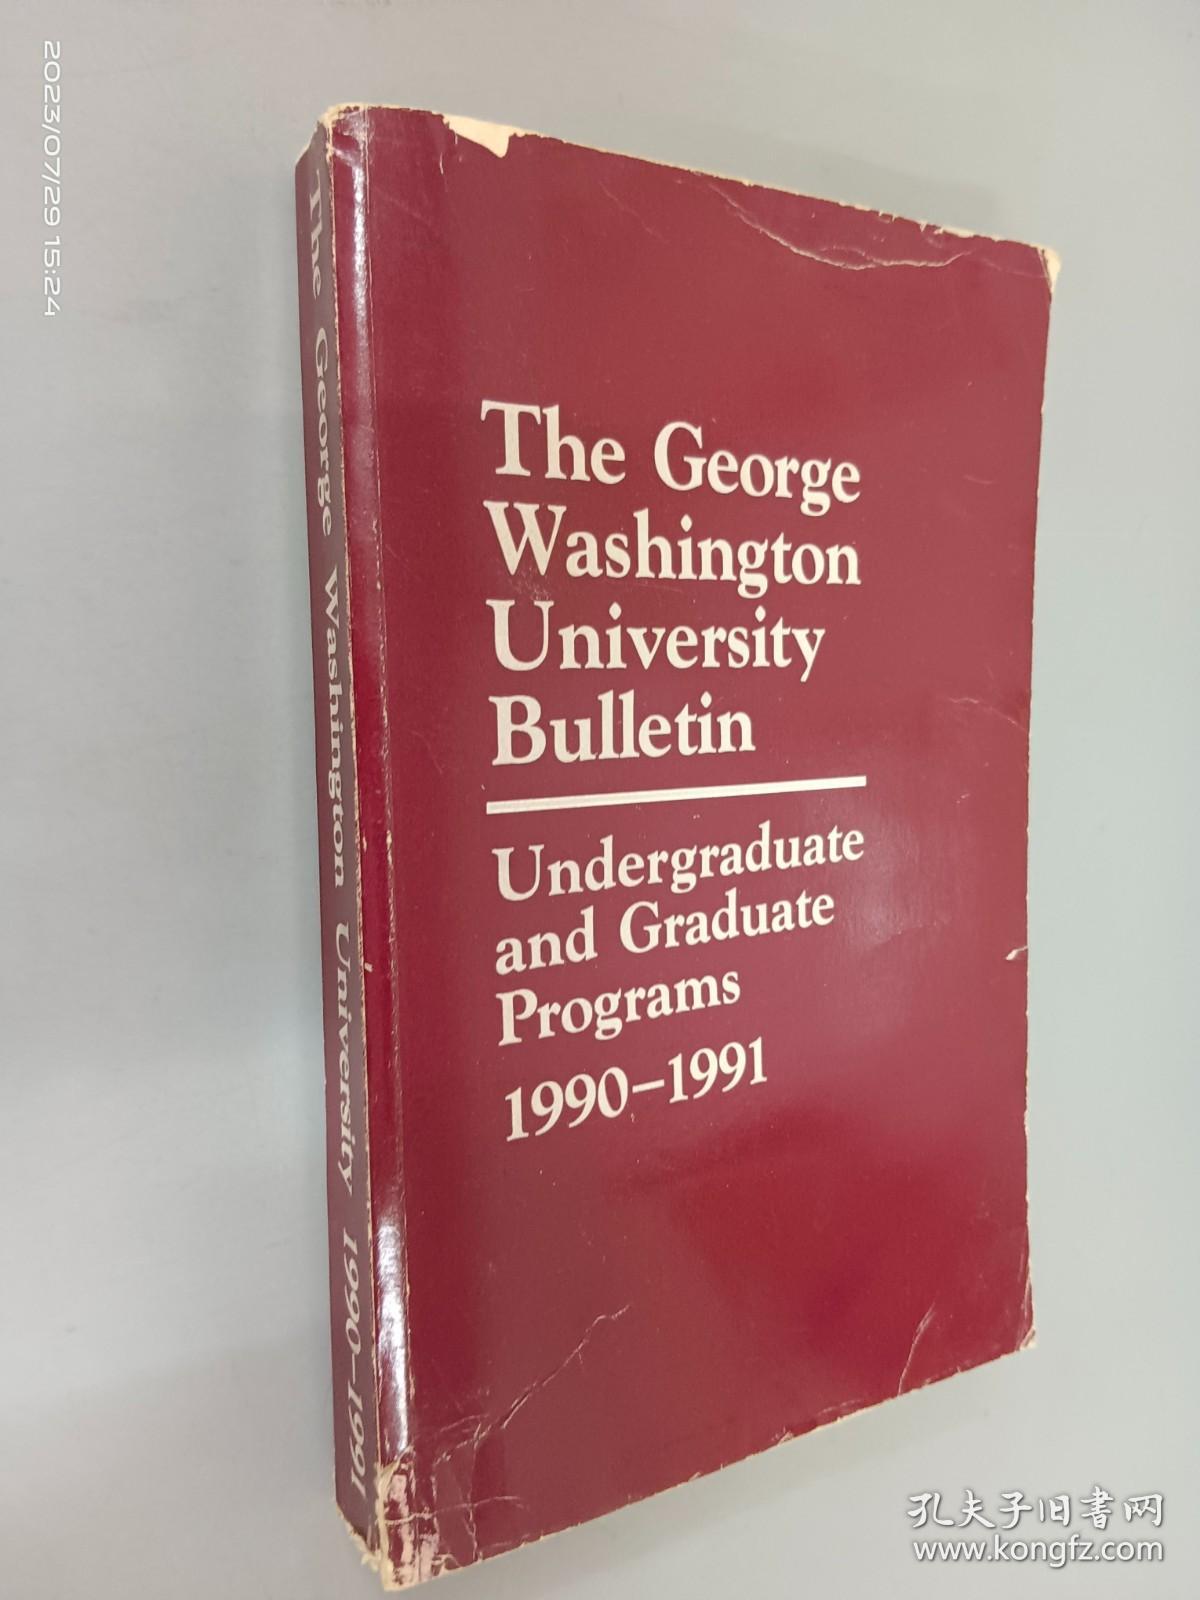 2023/07/29 15:24
The George Washington University 1990-1991
The George
Washington
University
Bulletin
Undergraduate
and Graduate
Programs
1990–1991
孔夫子旧書网
www.kongfz.com